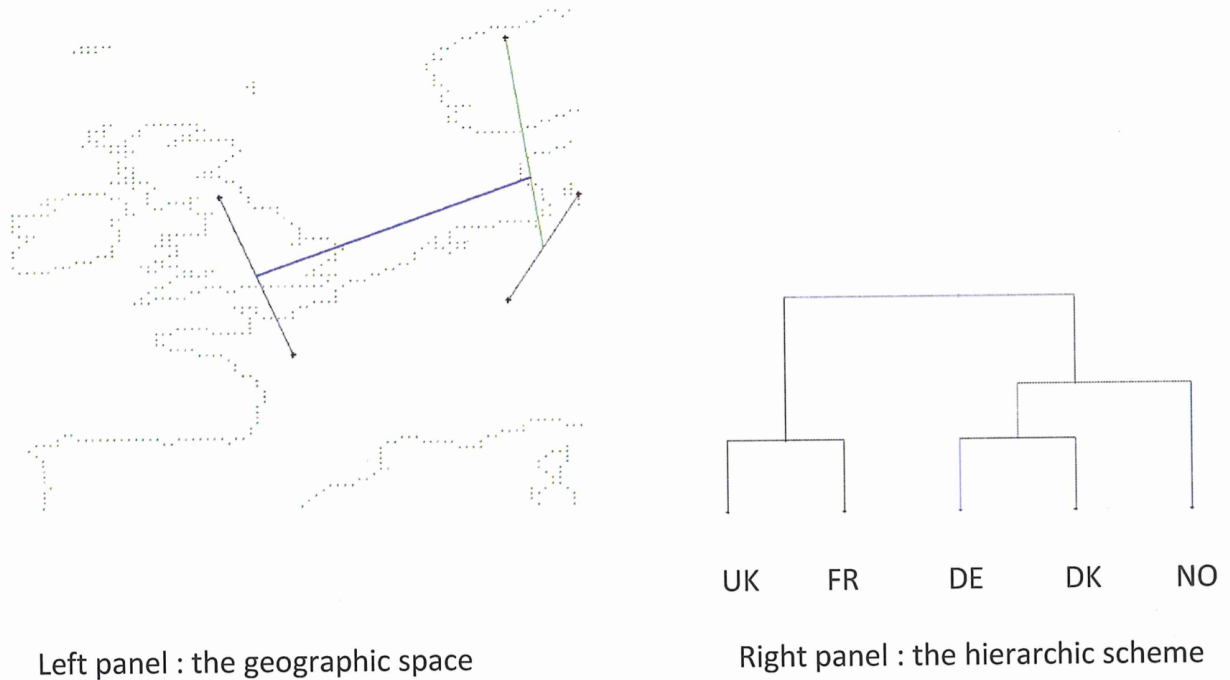 UK FR DE DK NO
Left panel : the geographic space
Right panel : the hierarchic scheme